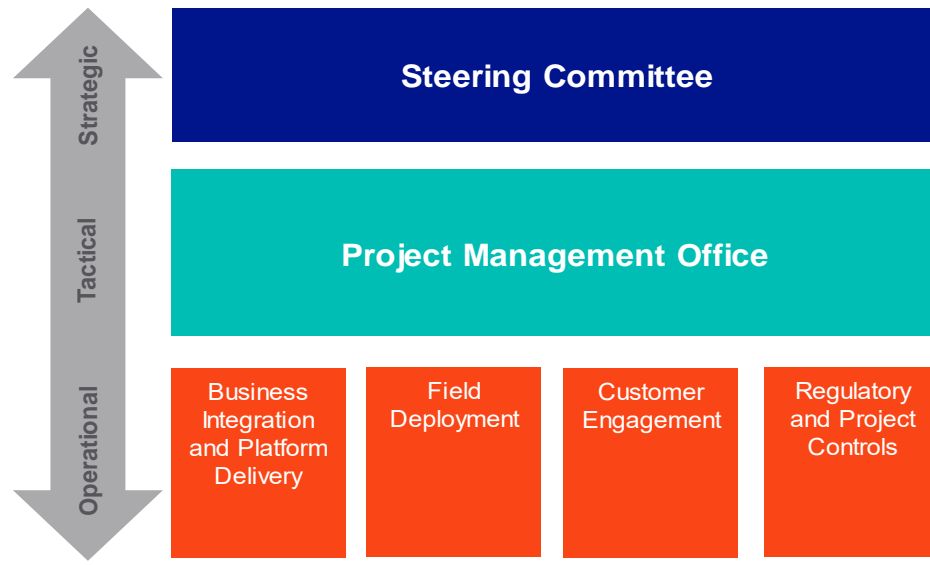 Strategic
Steering Committee
Tactical
Project Management Office
Operational
Business
Integration
and Platform
Delivery
Field
Deployment
Customer
Engagement
Regulatory
and Project
Controls